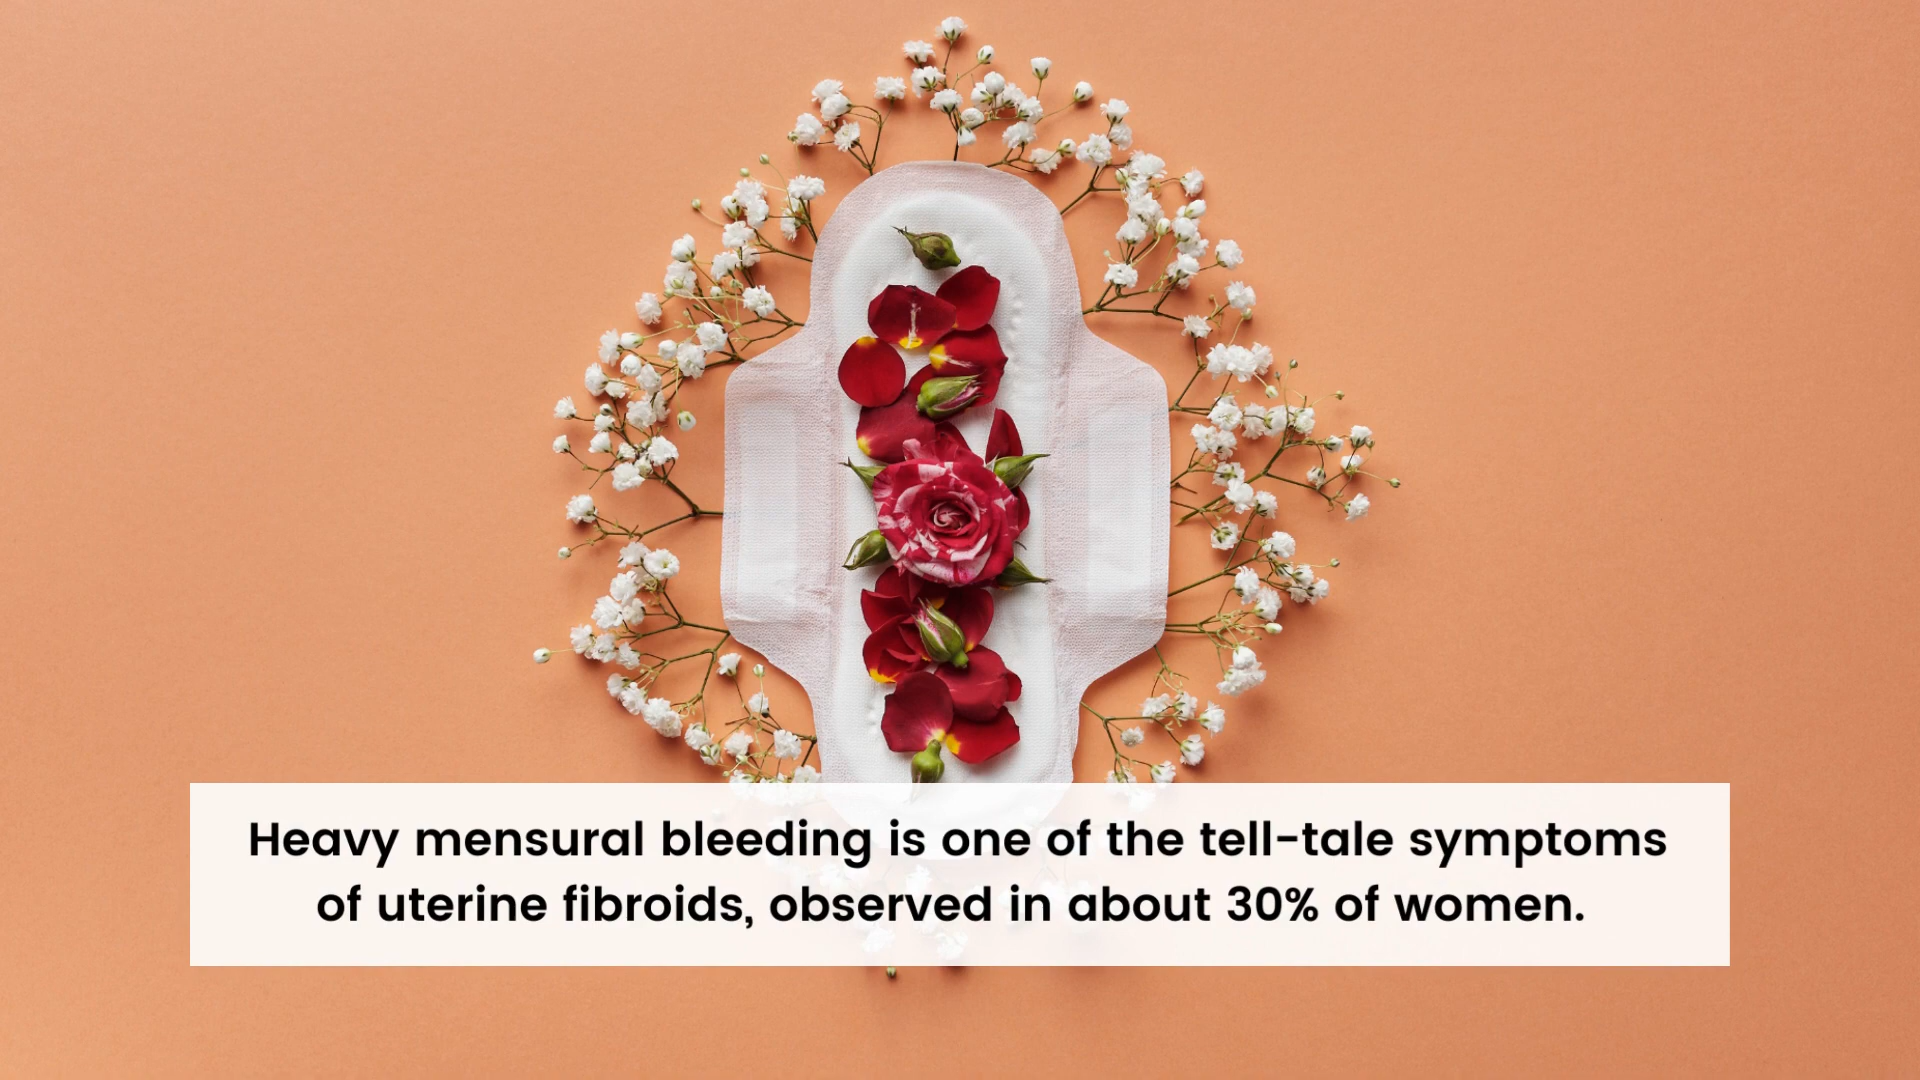 Heavy mensural bleeding is one of the tell-tale symptoms
of uterine fibroids, observed in about 30% of women.